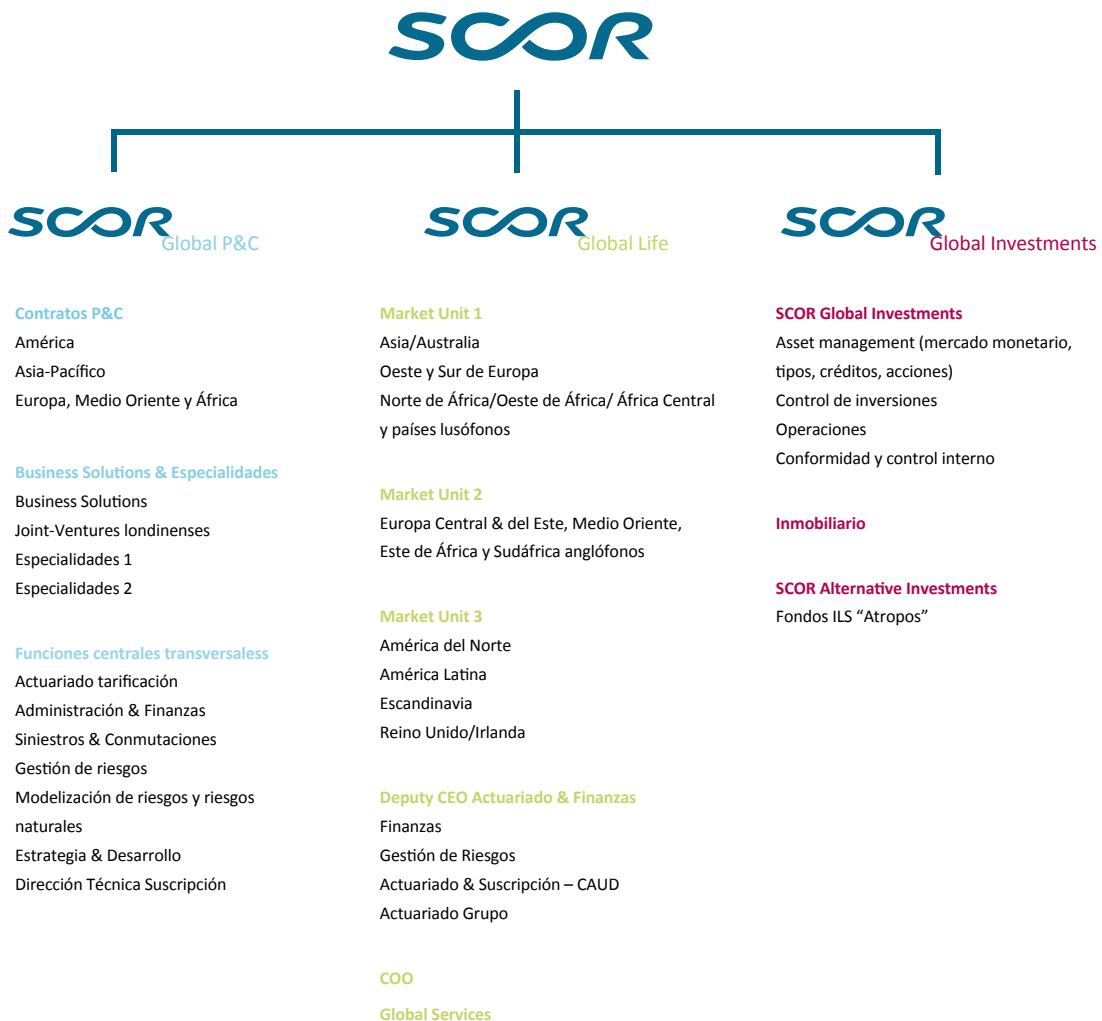 SCOR
SCOR
Global P&C
Contratos P&C
América
Asia-Pacífico
Europa, Medio Oriente y África
Business Solutions & Especialidades
Business Solutions
Joint-Ventures londinenses
Especialidades 1
Especialidades 2
Funciones centrales transversaless
Actuariado tarificación
Administración & Finanzas
Siniestros & Conmutaciones
Gestión de riesgos
Modelización de riesgos y riesgos
naturales
Estrategia & Desarrollo
Dirección Técnica Suscripción
SCOR
Global Life
Market Unit 1
Asia/Australia
Oeste y Sur de Europa
Norte de África/Oeste de África/ África Central
y países lusófonos
Market Unit 2
Europa Central & del Este, Medio Oriente,
Este de África y Sudáfrica anglófonos
Market Unit 3
América del Norte
América Latina
Escandinavia
Reino Unido/Irlanda
Deputy CEO Actuariado & Finanzas
Finanzas
Gestión de Riesgos
Actuariado & Suscripción – CAUD
Actuariado Grupo
COO
Global Services
SCOR
Global Investments
SCOR Global Investments
Asset management (mercado monetario,
tipos, créditos, acciones)
Control de inversiones
Operaciones
Conformidad y control interno
Inmobiliario
SCOR Alternative Investments
Fondos ILS “Atropos”